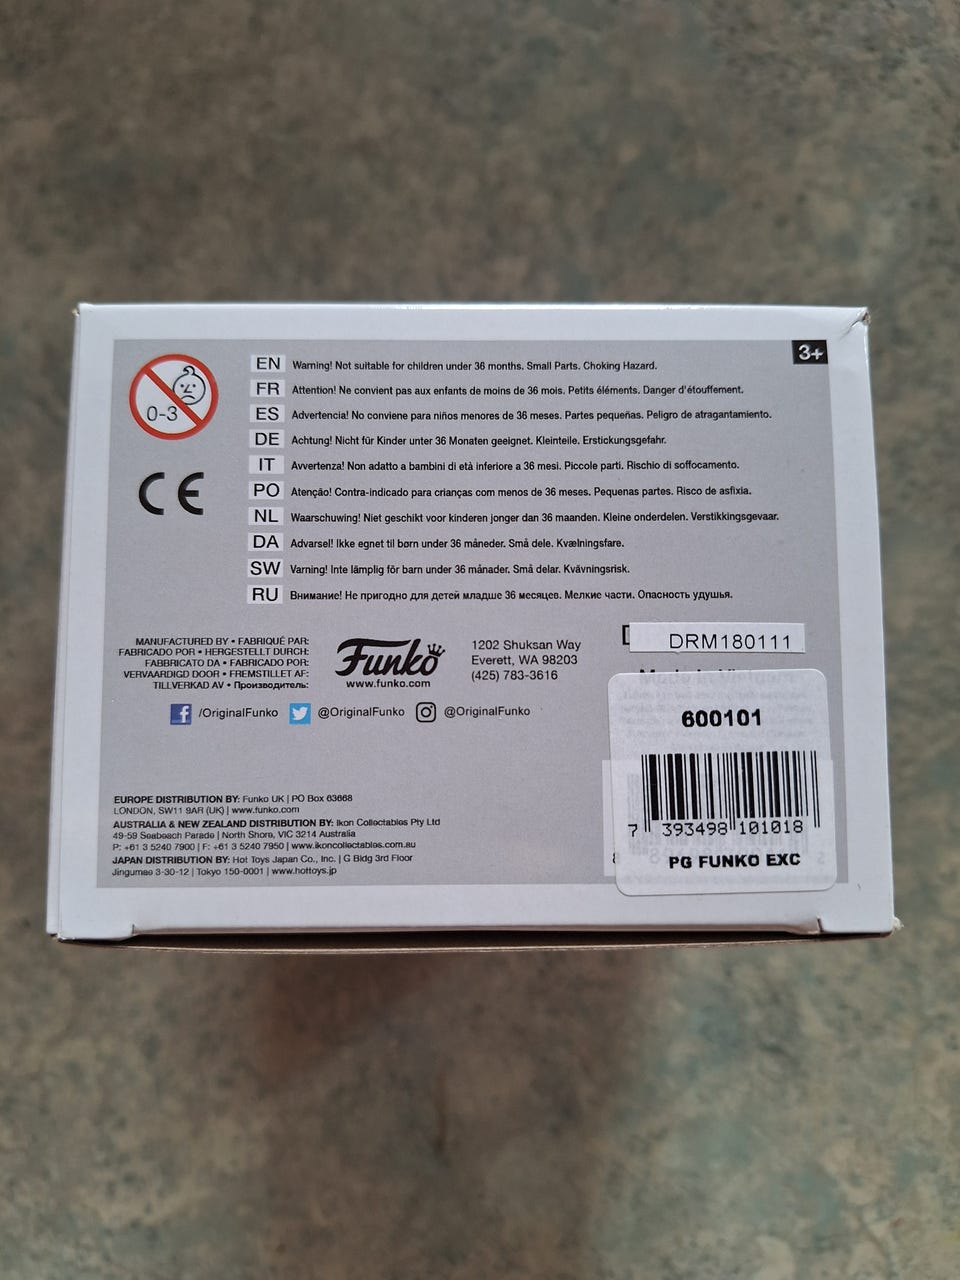 3+
0-3
CE
EN Warning! Not suitable for children under 36 months. Small Parts. Choking Hazard.
FR Attention! Ne convient pas aux enfants de moins de 36 mois. Petits éléments. Danger d'étouffement.
ES Advertencia! No conviene para niños menores de 36 meses. Partes pequeñas. Peligro de atragantamiento.
DE Achtung! Nicht für Kinder unter 36 Monaten geeignet. Kleinteile. Erstickungsgefahr.
IT Avvertenza! Non adatto a bambini di età inferiore a 36 mesi. Piccole parti. Rischio di soffocamento.
PO Atenção! Contra-indicado para crianças com menos de 36 meses. Pequenas partes. Risco de asfixia.
NL Waarschuwing! Niet geschikt voor kinderen jonger dan 36 maanden. Kleine onderdelen. Verstikkingsgevaar.
DA Advarsel! Ikke egnet til børn under 36 måneder. Små dele. Kvælningsfare.
SW Varning! Inte lämplig för barn under 36 månader. Små delar. Kvävningsrisk.
RU Внимание! Не пригодно для детей младше 36 месяцев. Мелкие части. Опасность удушья.
MANUFACTURED BY • FABRIQUÉ PAR:
FABRICADO POR • HERGESTELLT DURCH:
FABBRICATO DA • FABRICADO POR:
VERVAARDIGD DOOR • FREMSTILLET AF:
TILLVERKAD AV • Производитель:
Funko
www.funko.com
1202 Shuksan Way
Everett, WA 98203
(425) 783-3616
DRM180111
/OriginalFunko @OriginalFunko @OriginalFunko
600101
7 393498 101018
PG FUNKO EXC
EUROPE DISTRIBUTION BY: Funko UK | PO Box 63668
LONDON, SW11 9AR (UK) | www.funko.com
AUSTRALIA & NEW ZEALAND DISTRIBUTION BY: Ikon Collectables Pty Ltd
49-59 Seabeach Parade | North Shore, VIC 3214 Australia
P: +61 3 5240 7900 | F: +61 3 5240 7950 | www.ikoncollectables.com.au
JAPAN DISTRIBUTION BY: Hot Toys Japan Co., Inc. | G Bldg 3rd Floor
Jingumae 3-30-12 | Tokyo 150-0001 | www.hottoys.jp